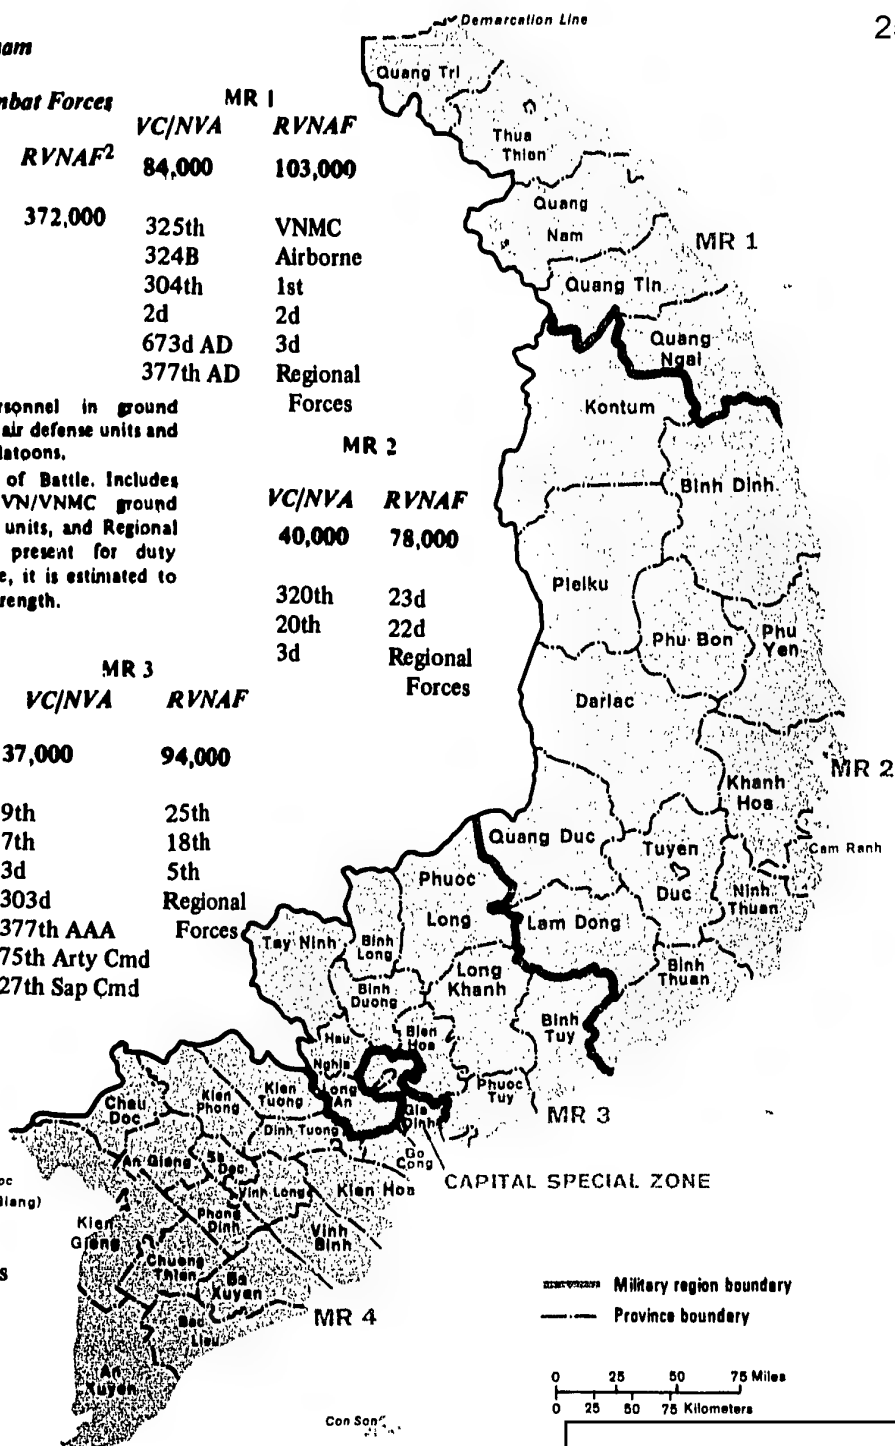 Demarcation Line
2
am
mbat Forces
RVNAF2
372,000
MR 1
VC/NVA RVNAF
84,000 103,000
325th VNMC
324B Airborne
304th 1st
2d 2d
673d AD 3d
377th AD Regional
Forces
rsonnel in ground
air defense units and
latoons.
of Battle. Includes
VN/VNMC ground
units, and Regional
present for duty
e, it is estimated to
rength.
MR 2
VC/NVA RVNAF
40,000 78,000
320th 23d
20th 22d
3d Regional
Forces
MR 3
VC/NVA RVNAF
37,000 94,000
9th 25th
7th 18th
3d 5th
303d Regional
377th AAA Forces
75th Arty Cmd
27th Sap Cmd
Quang Tri
Thua
Thien
Quang
Nam
MR 1
Quang Tin
Quang
Ngai
Kontum
Binh Dinh
Pleiku
Phu Bon
Phu
Yen
Darlac
MR 2
Khanh
Hoa
Quang Duc
Tuyen
Duc
Cam Ranh
Ninh
Thuan
Phuoc
Long
Lam Dong
Binh
Thuan
Tay Ninh
Binh
Long
Long
Khanh
Binh
Duong
Binh
Tuy
Bien
Hoa
Hau
Nghia
Long
An
Phuoc
Tuy
MR 3
Gia
Dinh
Chau
Doc
Kien
Phong
Kien
Tuong
Dinh Tuong
Go
Cong
CAPITAL SPECIAL ZONE
An Giang
Sa
Dec
Vinh Long
Kien Hoa
oc
Giang)
Kien
Giang
Phong
Dinh
Vinh
Binh
Chuong
Thien
Ba
Xuyen
s
Bac
Lieu
MR 4
An
Xuyen
Con Son
Military region boundary
Province boundary
0 25 50 75 Miles
0 25 50 75 Kilometers